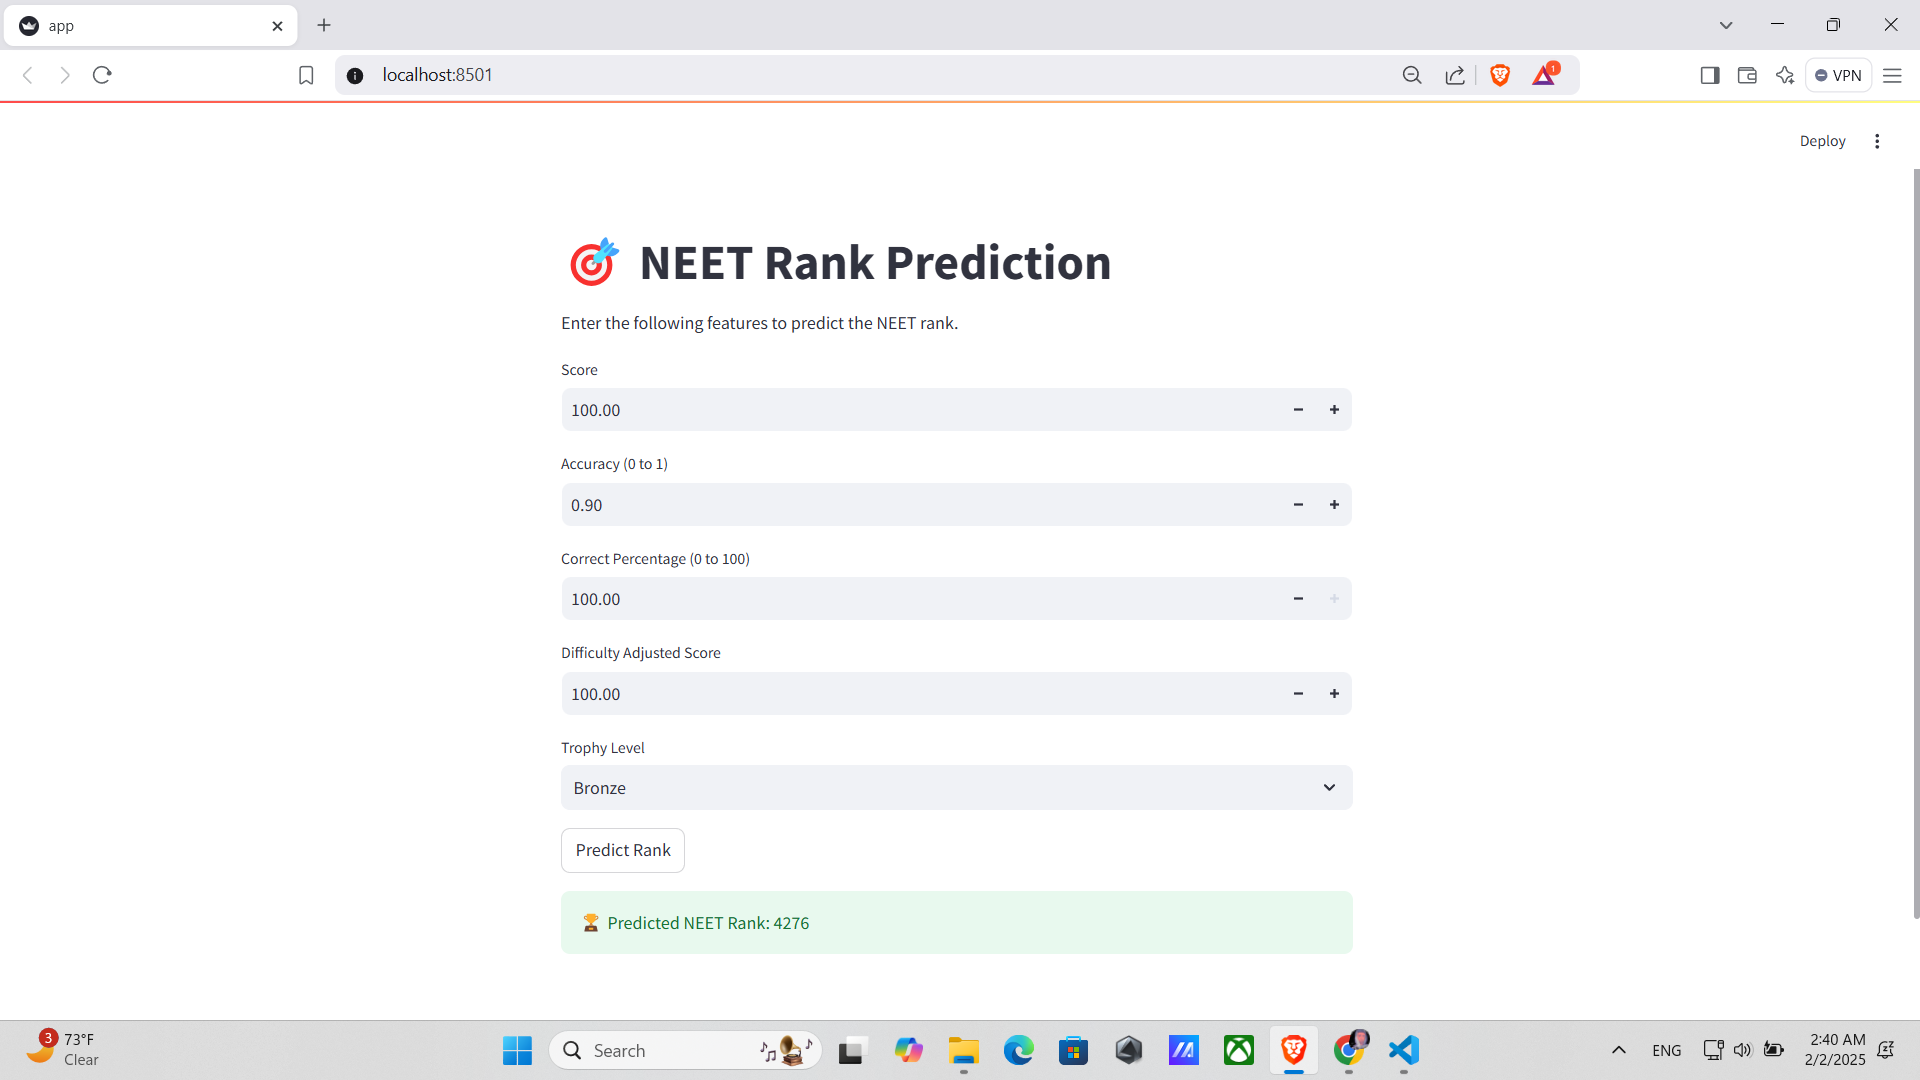 app
localhost:8501
1
VPN
Deploy
NEET Rank Prediction
Enter the following features to predict the NEET rank.
Score
100.00
Accuracy (0 to 1)
0.90
Correct Percentage (0 to 100)
100.00
Difficulty Adjusted Score
100.00
Trophy Level
Bronze
Predict Rank
Predicted NEET Rank: 4276
3
73°F
Clear
Search
ENG
2:40 AM
2/2/2025